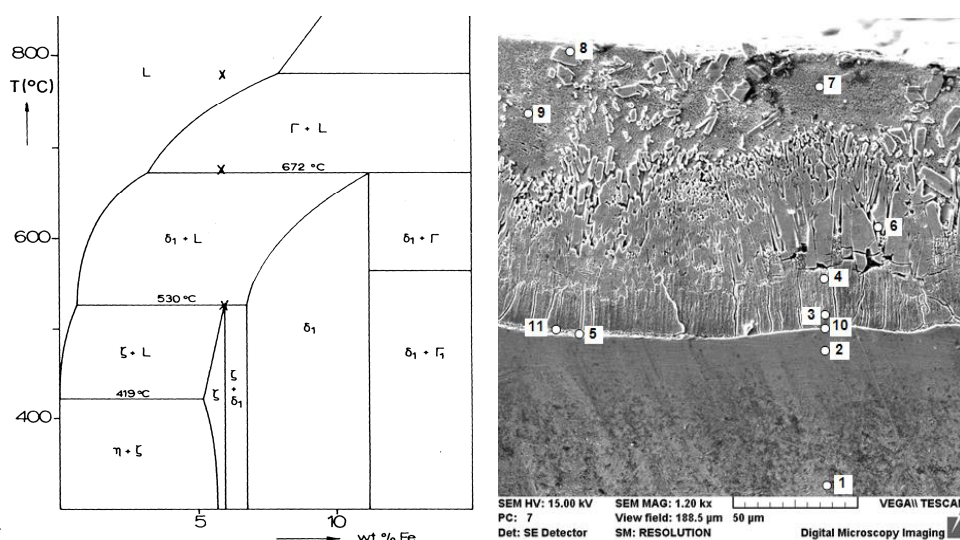 800
T(°C)
L
Γ + L
672 °C
600
δ₁ + L
δ₁ + Γ
530 °C
δ₁
ζ + L
ζ
ζ
+
δ₁
δ₁ + Γ₁
419 °C
400
η + ζ
5
10
wt % Fe
8
7
9
6
4
3
11
5
10
2
1
SEM HV: 15.00 kV
SEM MAG: 1.20 kx
VEGA\\ TESCA
PC: 7
View field: 188.5 µm
50 µm
Det: SE Detector
SM: RESOLUTION
Digital Microscopy Imaging